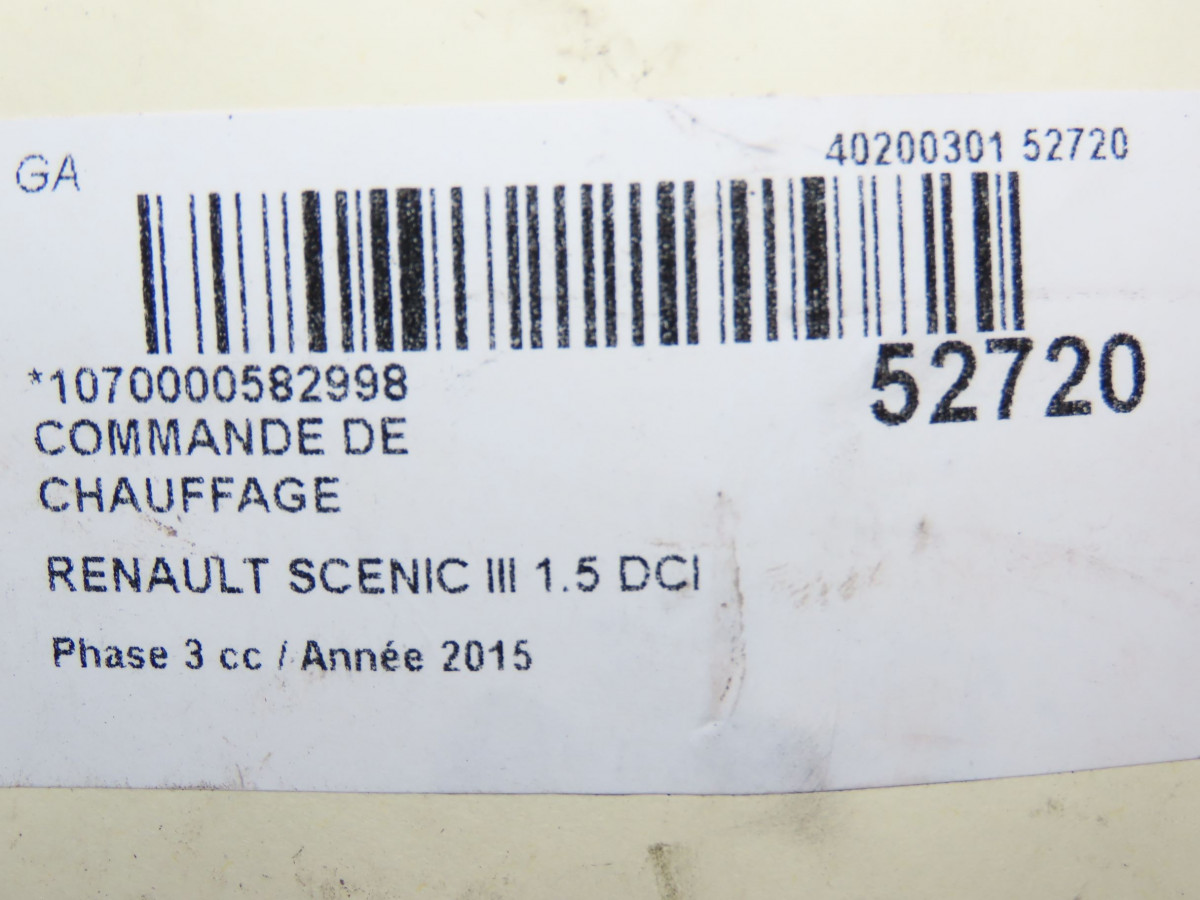 GA
40200301 52720
52720
*1070000582998
COMMANDE DE
CHAUFFAGE
RENAULT SCENIC III 1.5 DCI
Phase 3 cc / Année 2015